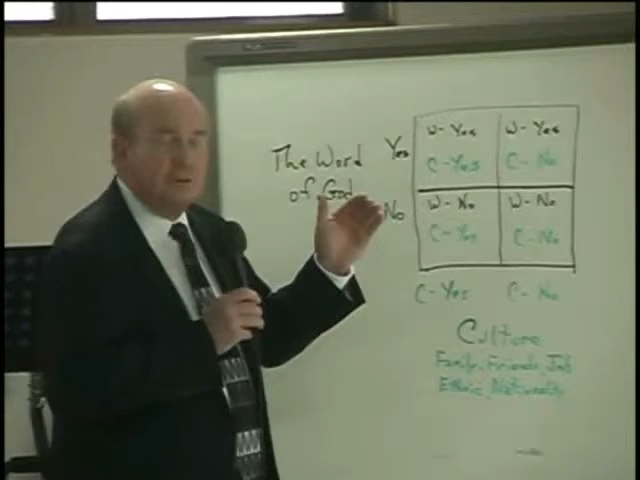 The Word
of God
Yes
No
W- Yes
W- Yes
C- Yes
C- No
W- No
W- No
C- Yes
C- No
C- Yes
C- No
Culture
Family, Friends, Job
Ethnic, Nationality